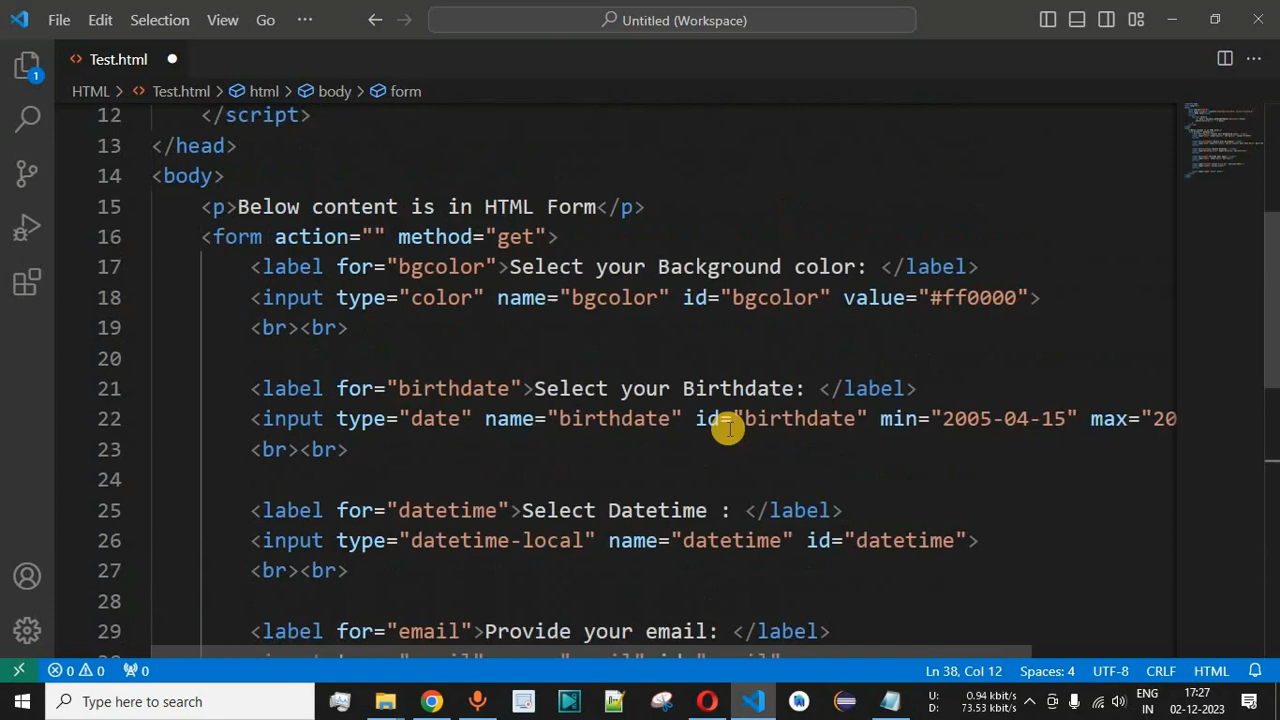 File Edit Selection View Go ··· Untitled (Workspace)
Test.html
HTML > Test.html > html > body > form
12 </script>
13 </head>
14 <body>
15 <p>Below content is in HTML Form</p>
16 <form action="" method="get">
17 <label for="bgcolor">Select your Background color: </label>
18 <input type="color" name="bgcolor" id="bgcolor" value="#ff0000">
19 <br><br>
20
21 <label for="birthdate">Select your Birthdate: </label>
22 <input type="date" name="birthdate" id="birthdate" min="2005-04-15" max="20
23 <br><br>
24
25 <label for="datetime">Select Datetime : </label>
26 <input type="datetime-local" name="datetime" id="datetime">
27 <br><br>
28
29 <label for="email">Provide your email: </label>
1
0 0 0 Ln 38, Col 12 Spaces: 4 UTF-8 CRLF HTML
Type here to search
U: 0.94 kbit/s
D: 73.53 kbit/s
ENG
IN
17:27
02-12-2023